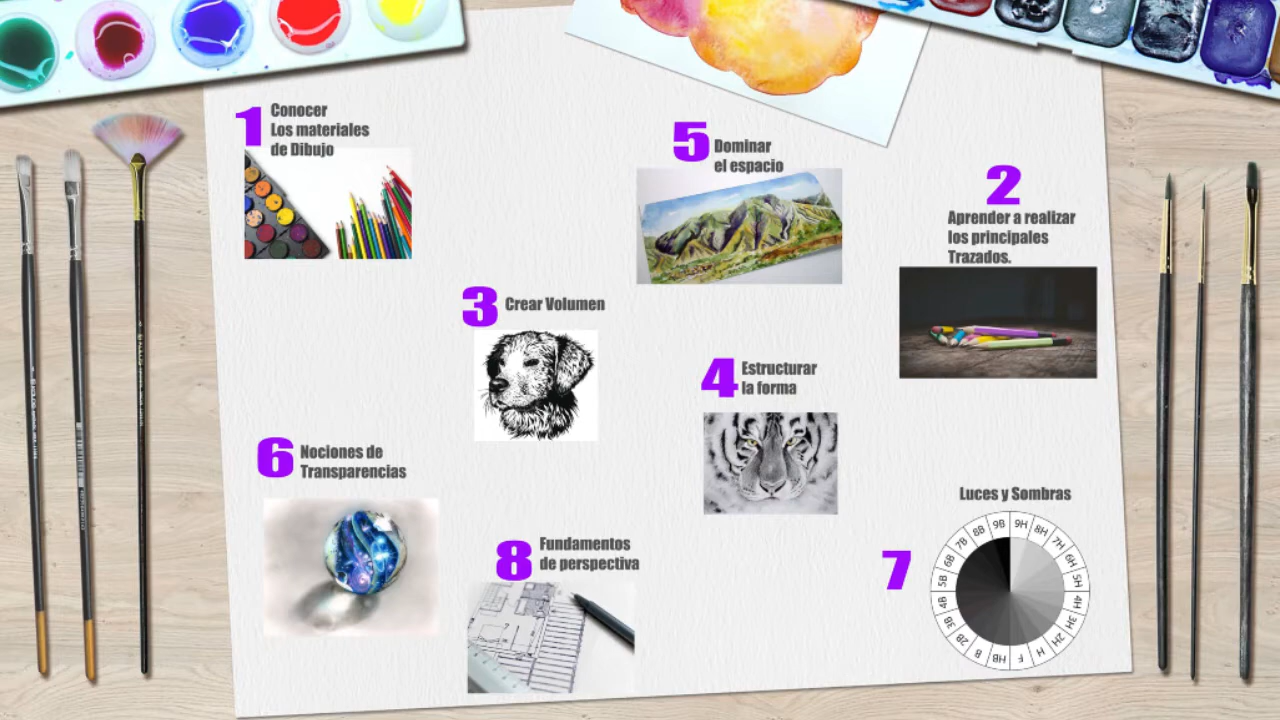 1
Conocer
Los materiales
de Dibujo
5
Dominar
el espacio
2
Aprender a realizar
los principales
Trazados.
3
Crear Volumen
4
Estructurar
la forma
6
Nociones de
Transparencias
Luces y Sombras
7
9B 9H 8H 7H 6H 5H 4H 3H 2H H F HB B 2B 3B 4B 5B 6B 7B 8B
8
Fundamentos
de perspectiva